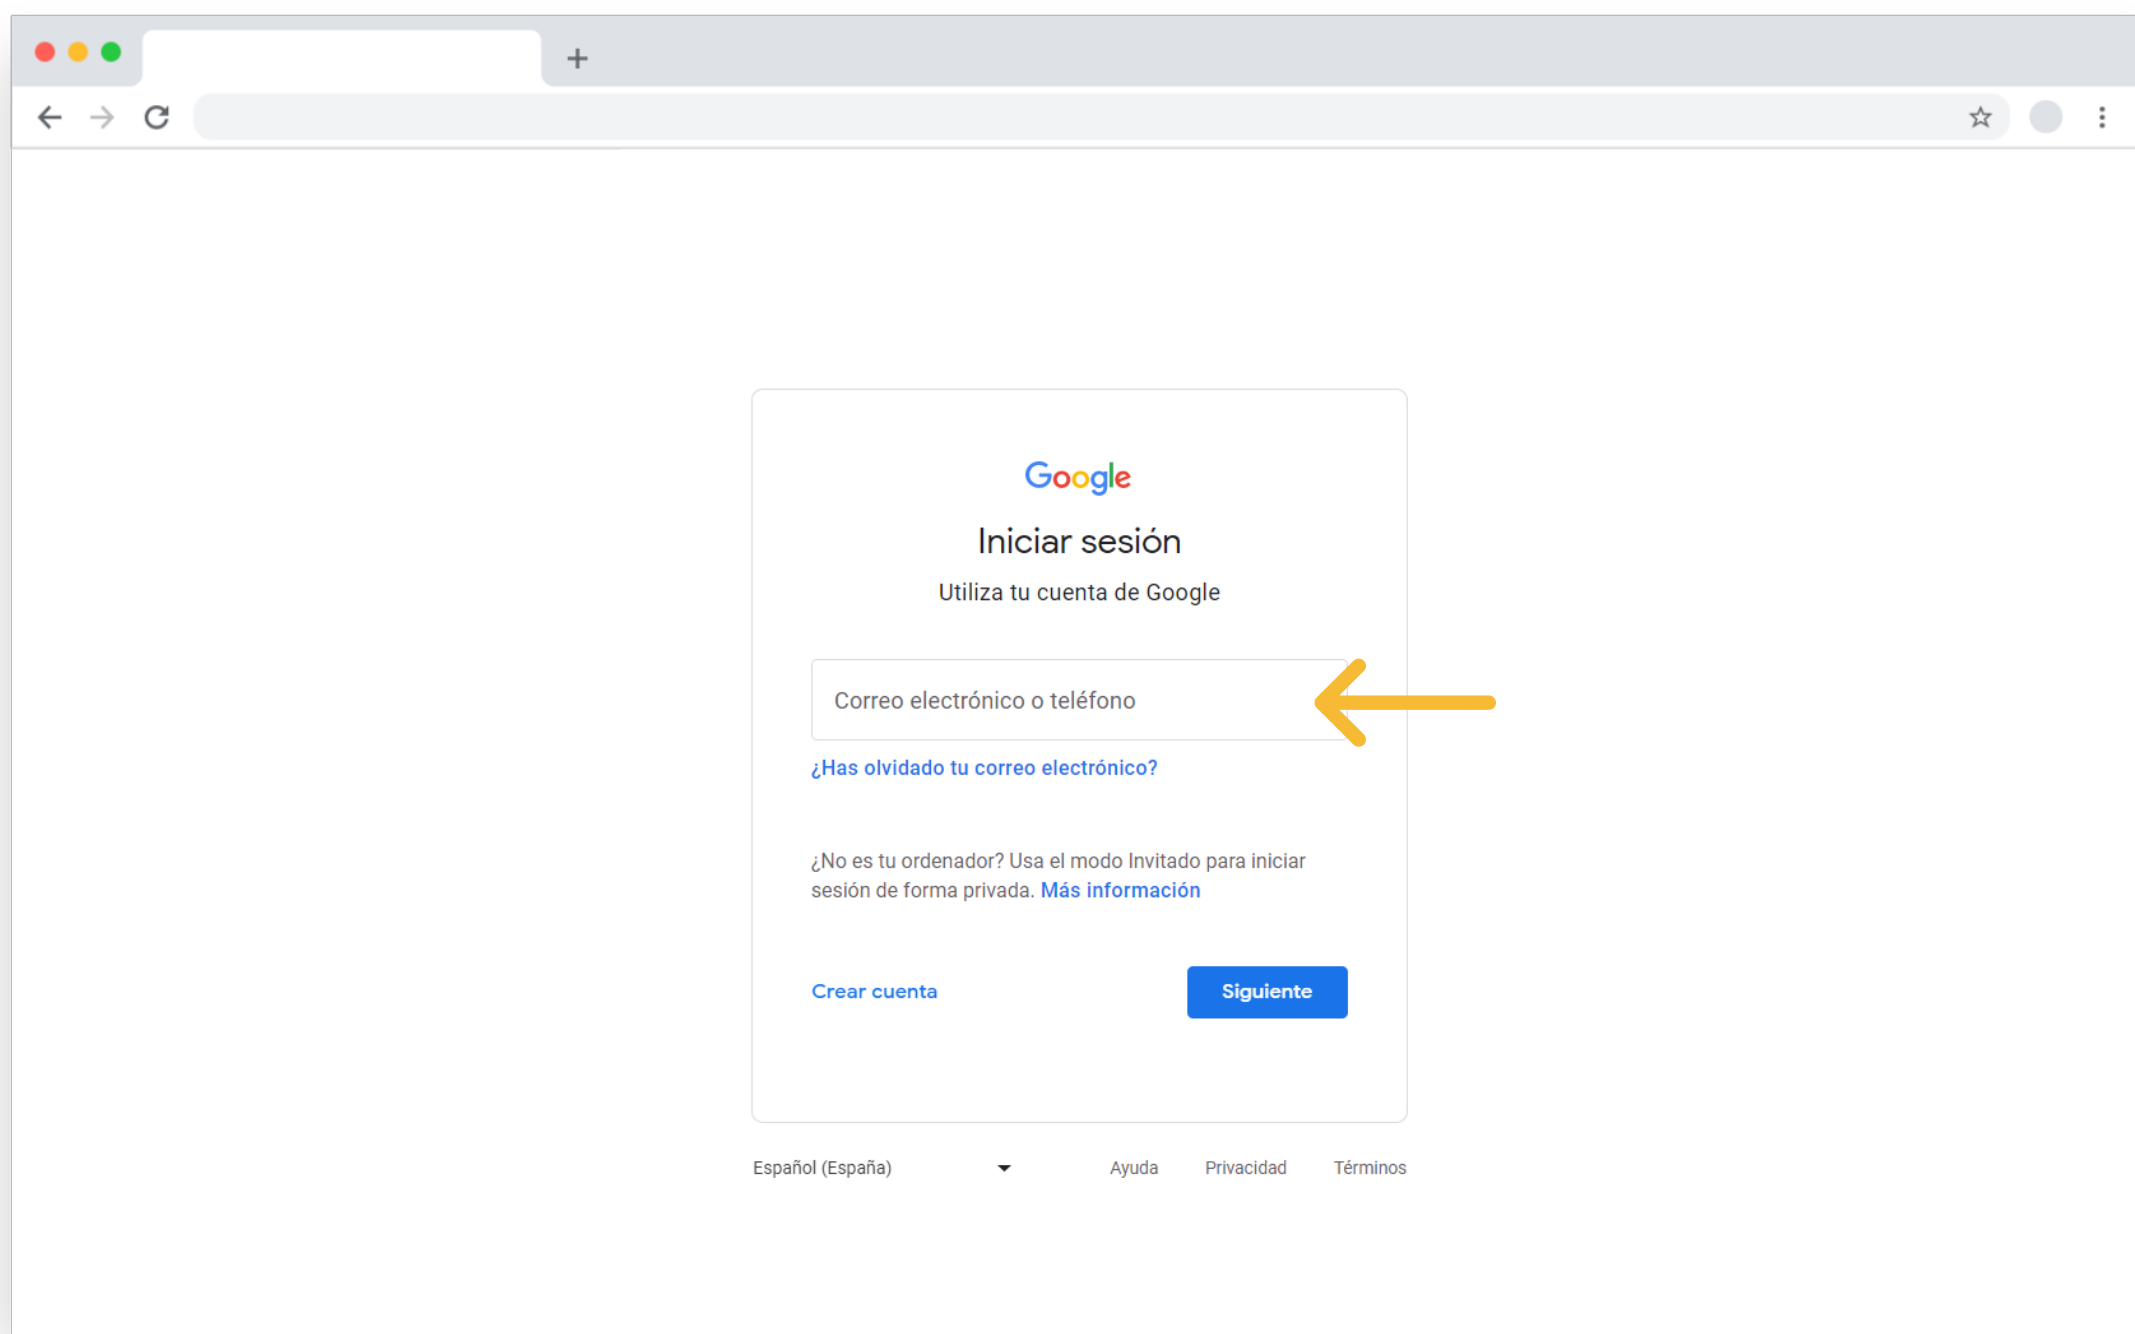 Google
Iniciar sesión
Utiliza tu cuenta de Google
Correo electrónico o teléfono
¿Has olvidado tu correo electrónico?
¿No es tu ordenador? Usa el modo Invitado para iniciar
sesión de forma privada. Más información
Crear cuenta Siguiente
Español (España) Ayuda Privacidad Términos